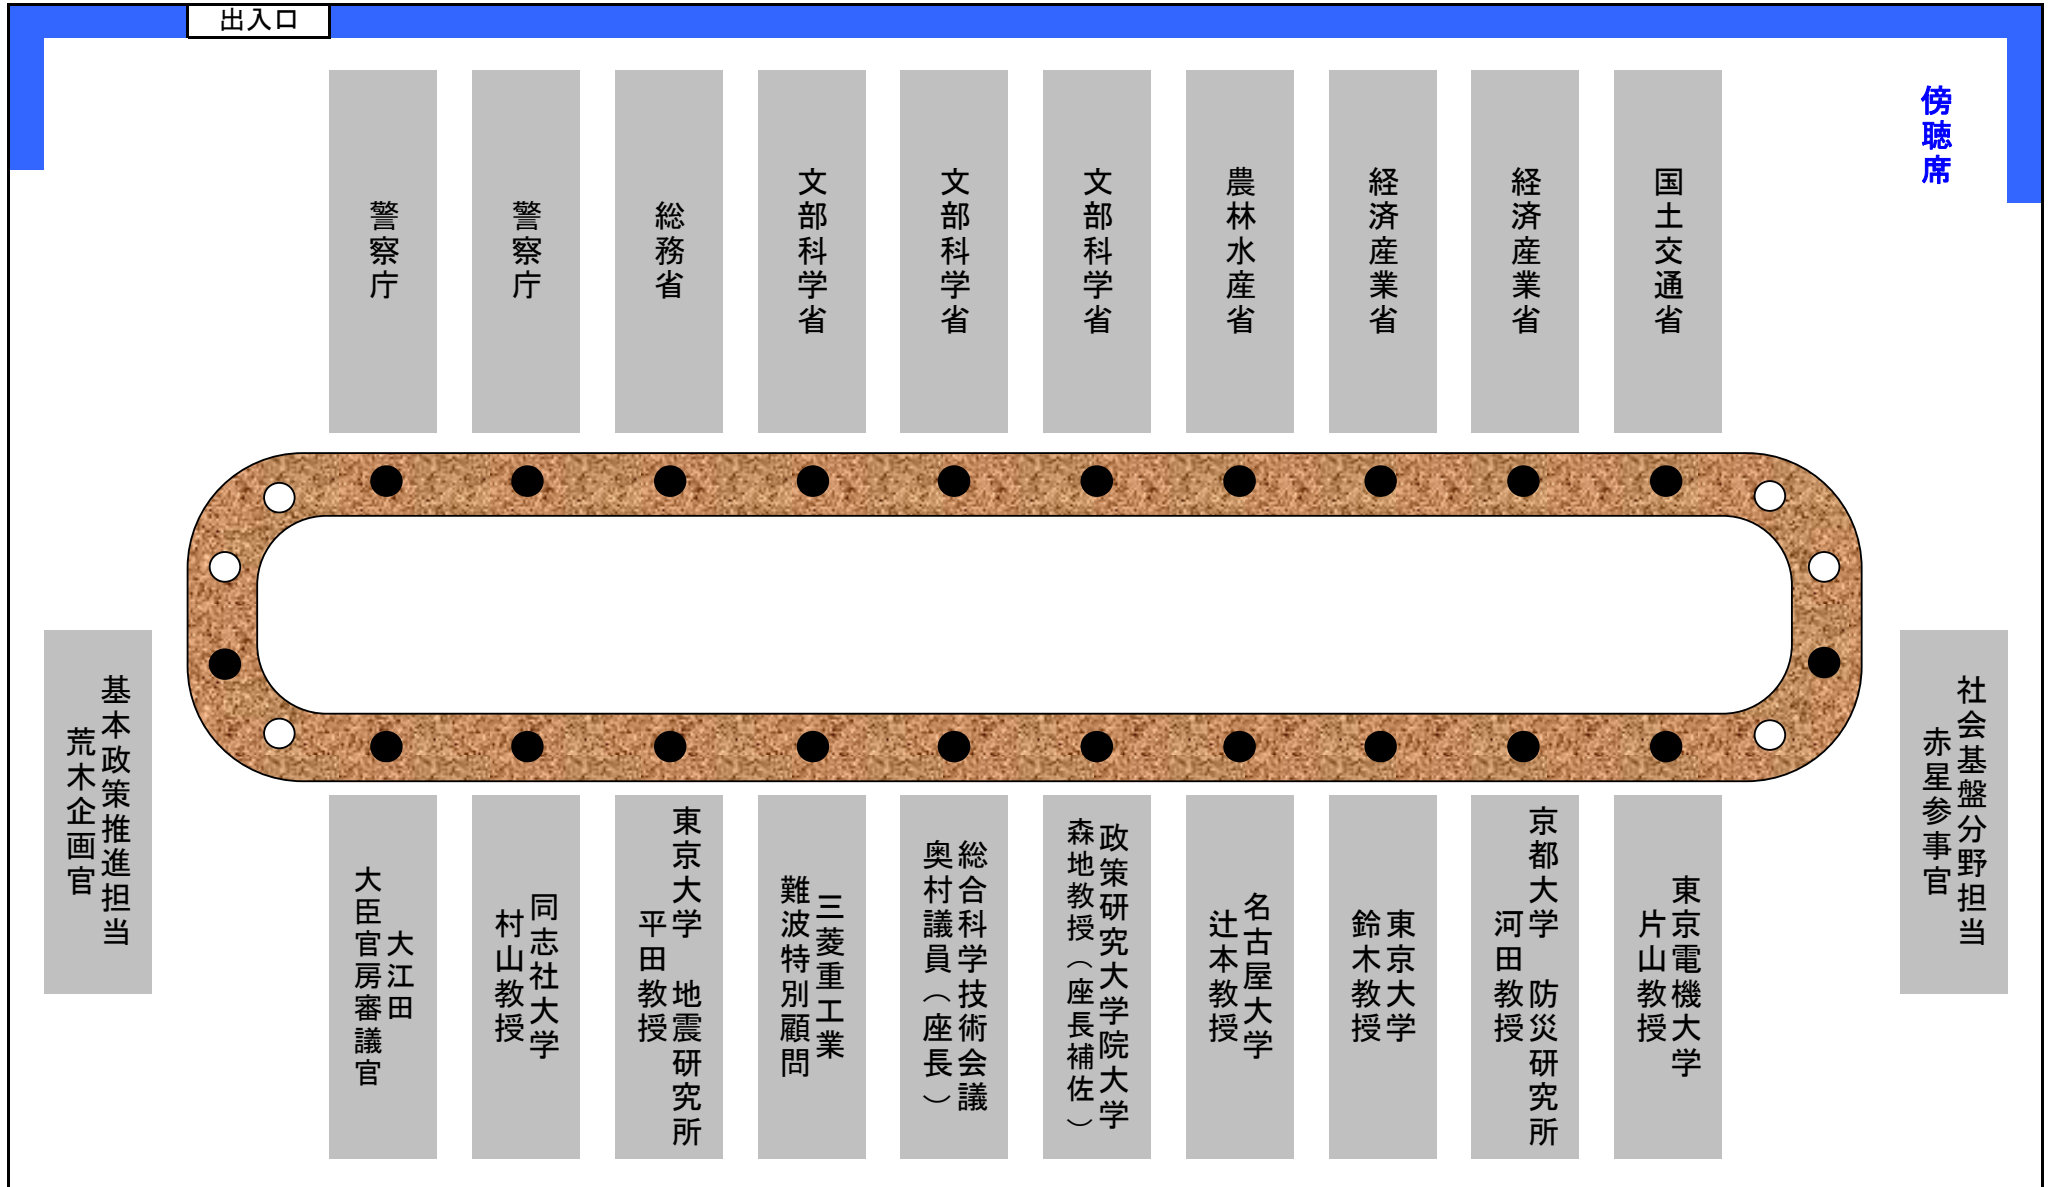 出入口
傍聴席
警察庁
警察庁
総務省
文部科学省
文部科学省
文部科学省
農林水産省
経済産業省
経済産業省
国土交通省
基本政策推進担当
荒木企画官
社会基盤分野担当
赤星参事官
大江田
大臣官房審議官
同志社大学
村山教授
東京大学　地震研究所
平田教授
三菱重工業
難波特別顧問
総合科学技術会議
奥村議員（座長）
政策研究大学院大学
森地教授（座長補佐）
名古屋大学
辻本教授
東京大学
鈴木教授
京都大学　防災研究所
河田教授
東京電機大学
片山教授